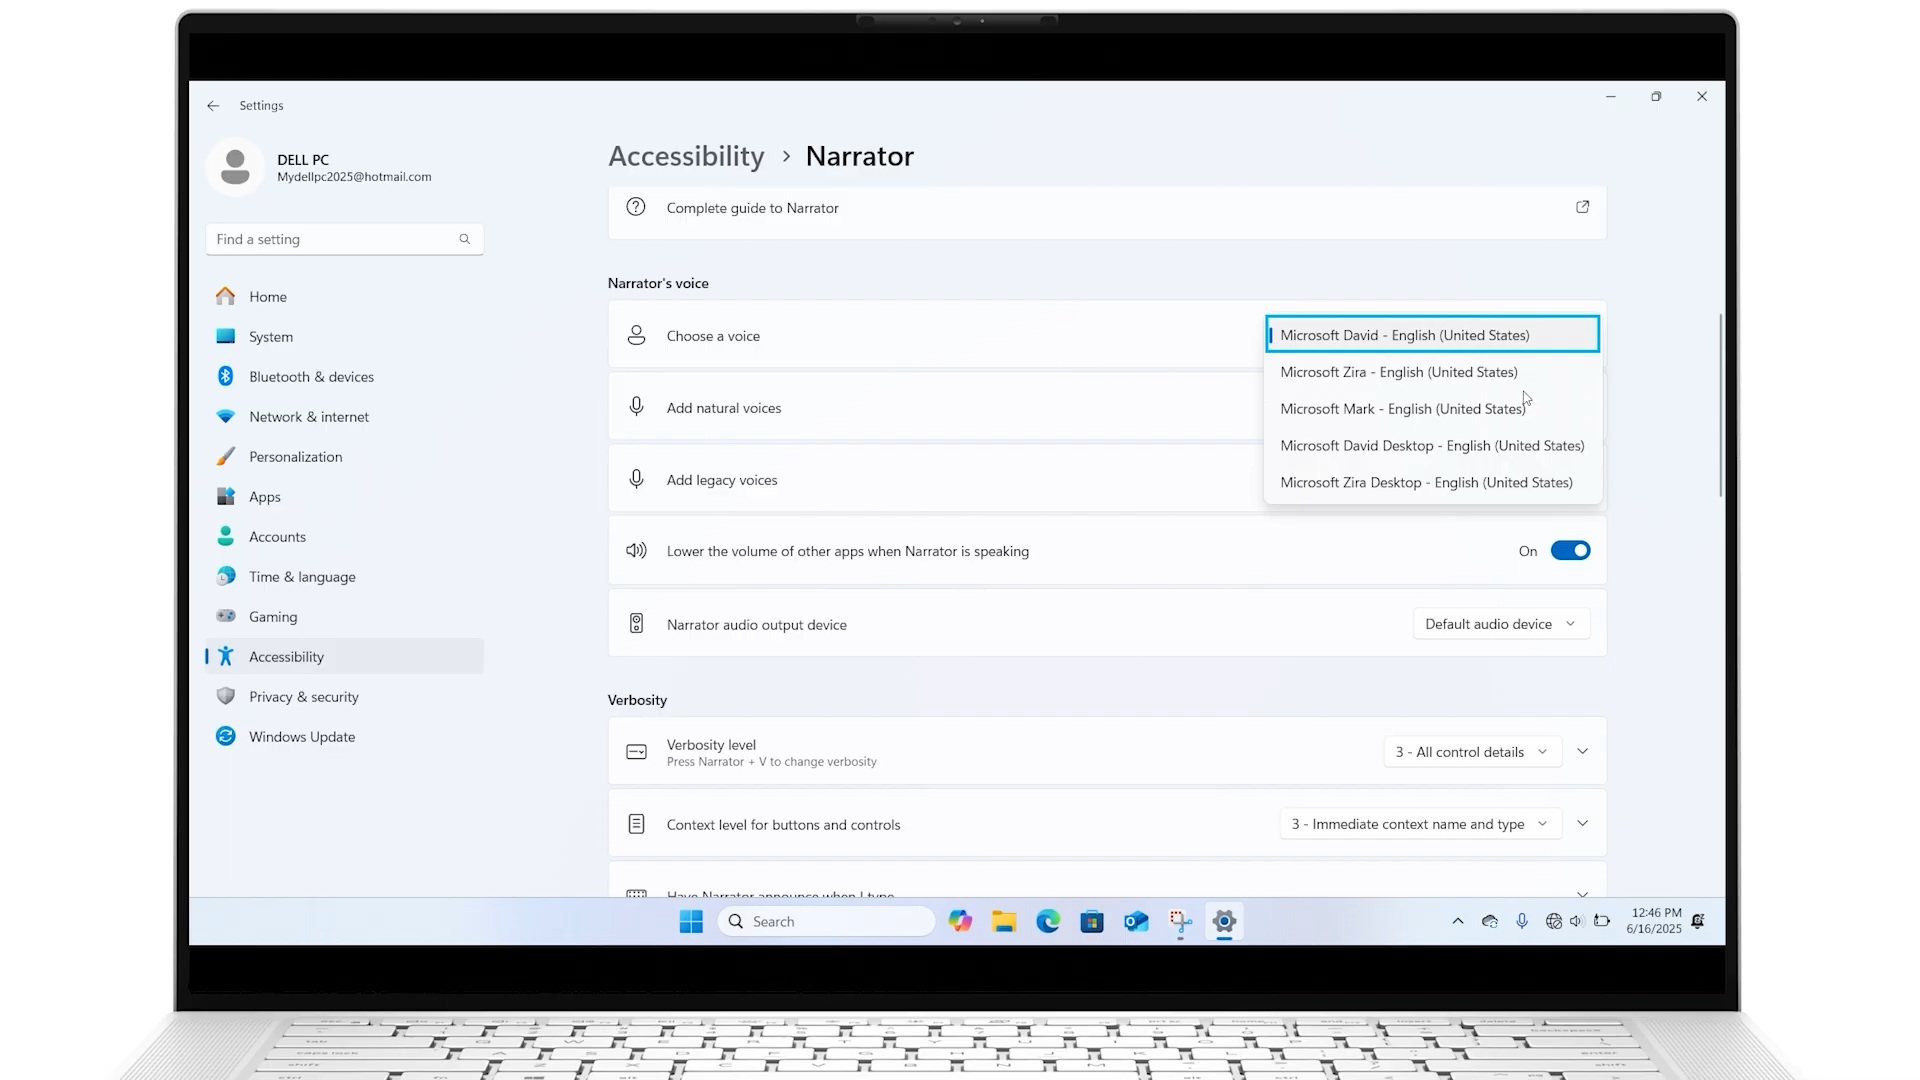 Settings
DELL PC
Mydellpc2025@hotmail.com
Find a setting
Home
System
Bluetooth & devices
Network & internet
Personalization
Apps
Accounts
Time & language
Gaming
Accessibility
Privacy & security
Windows Update
Accessibility > Narrator
Complete guide to Narrator
Narrator's voice
Choose a voice
Microsoft David - English (United States)
Microsoft Zira - English (United States)
Microsoft Mark - English (United States)
Microsoft David Desktop - English (United States)
Microsoft Zira Desktop - English (United States)
Add natural voices
Add legacy voices
Lower the volume of other apps when Narrator is speaking
On
Narrator audio output device
Default audio device
Verbosity
Verbosity level
Press Narrator + V to change verbosity
3 - All control details
Context level for buttons and controls
3 - Immediate context name and type
Have Narrator announce when I type
Search
12:46 PM
6/16/2025